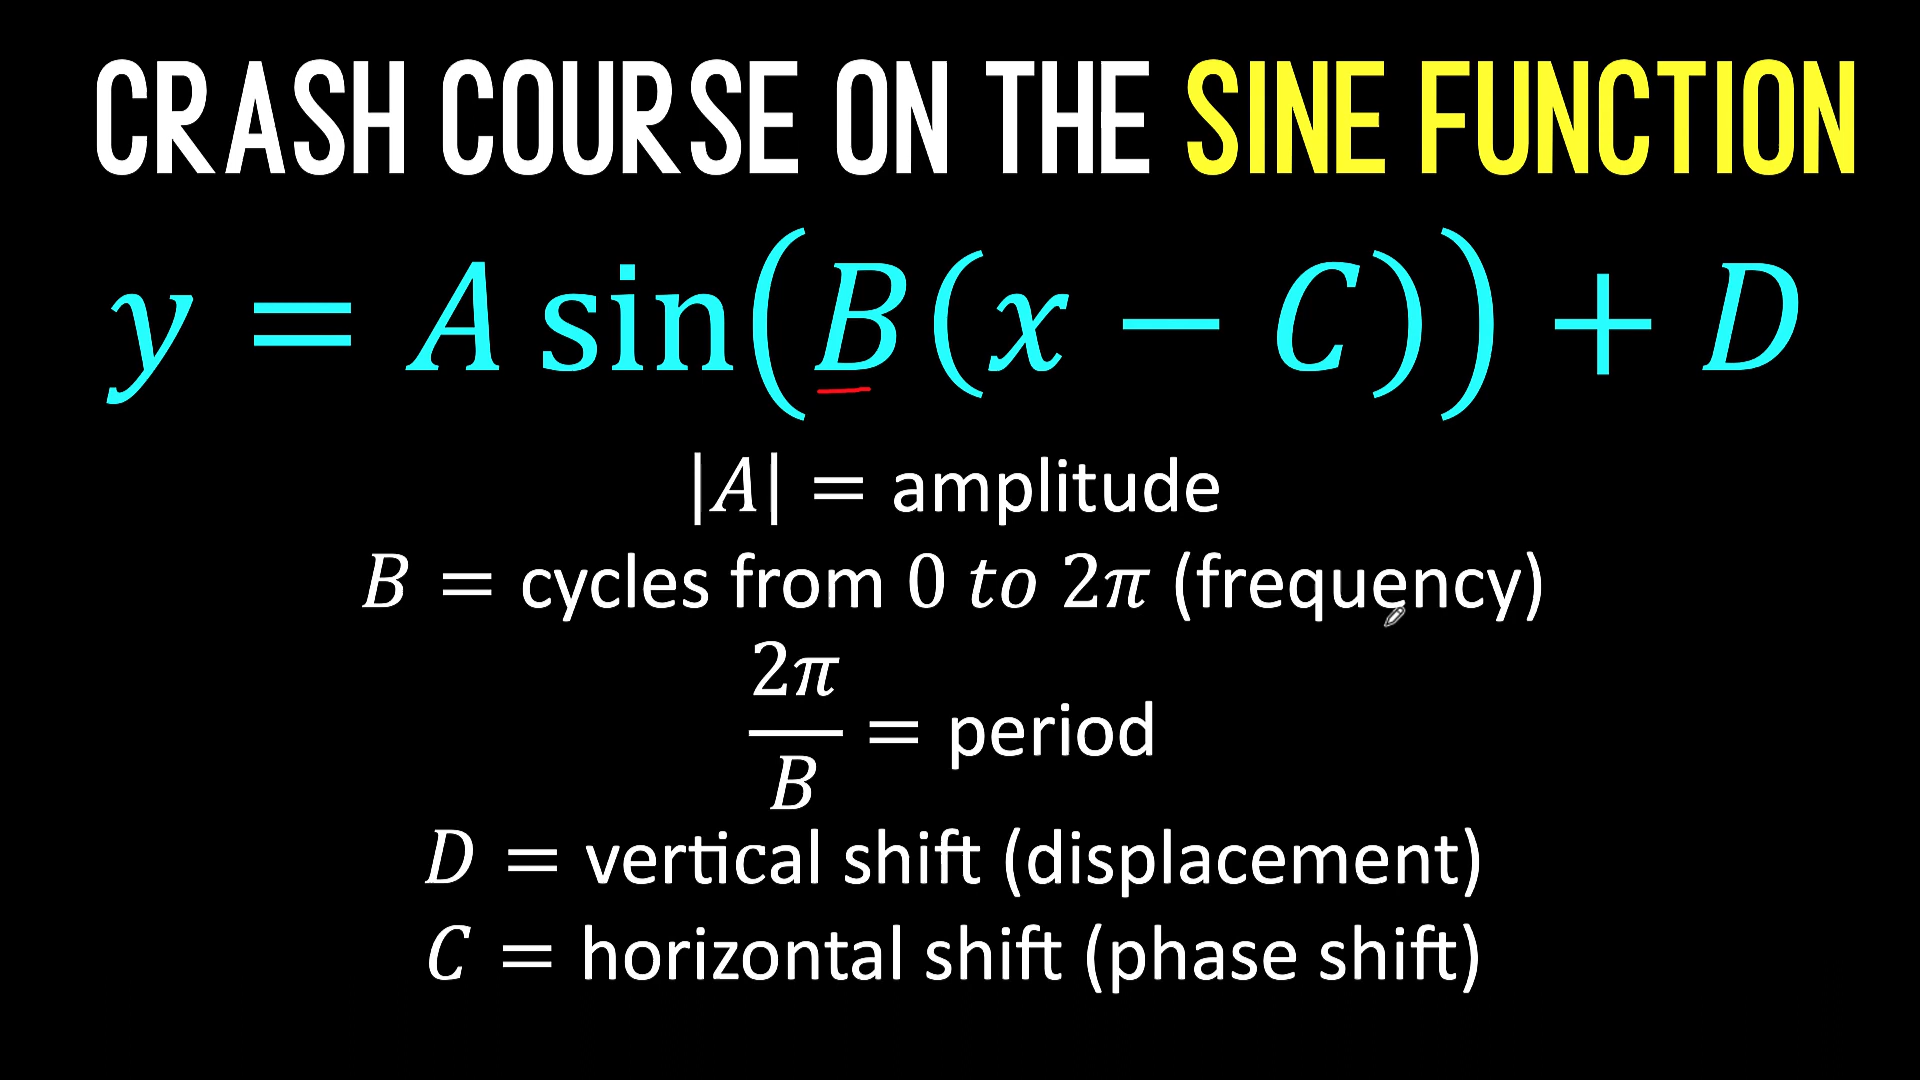 CRASH COURSE ON THE SINE FUNCTION
y = A sin(B(x − C)) + D
|A| = amplitude
B = cycles from 0 to 2π (frequency)
2π
B
= period
D = vertical shift (displacement)
C = horizontal shift (phase shift)